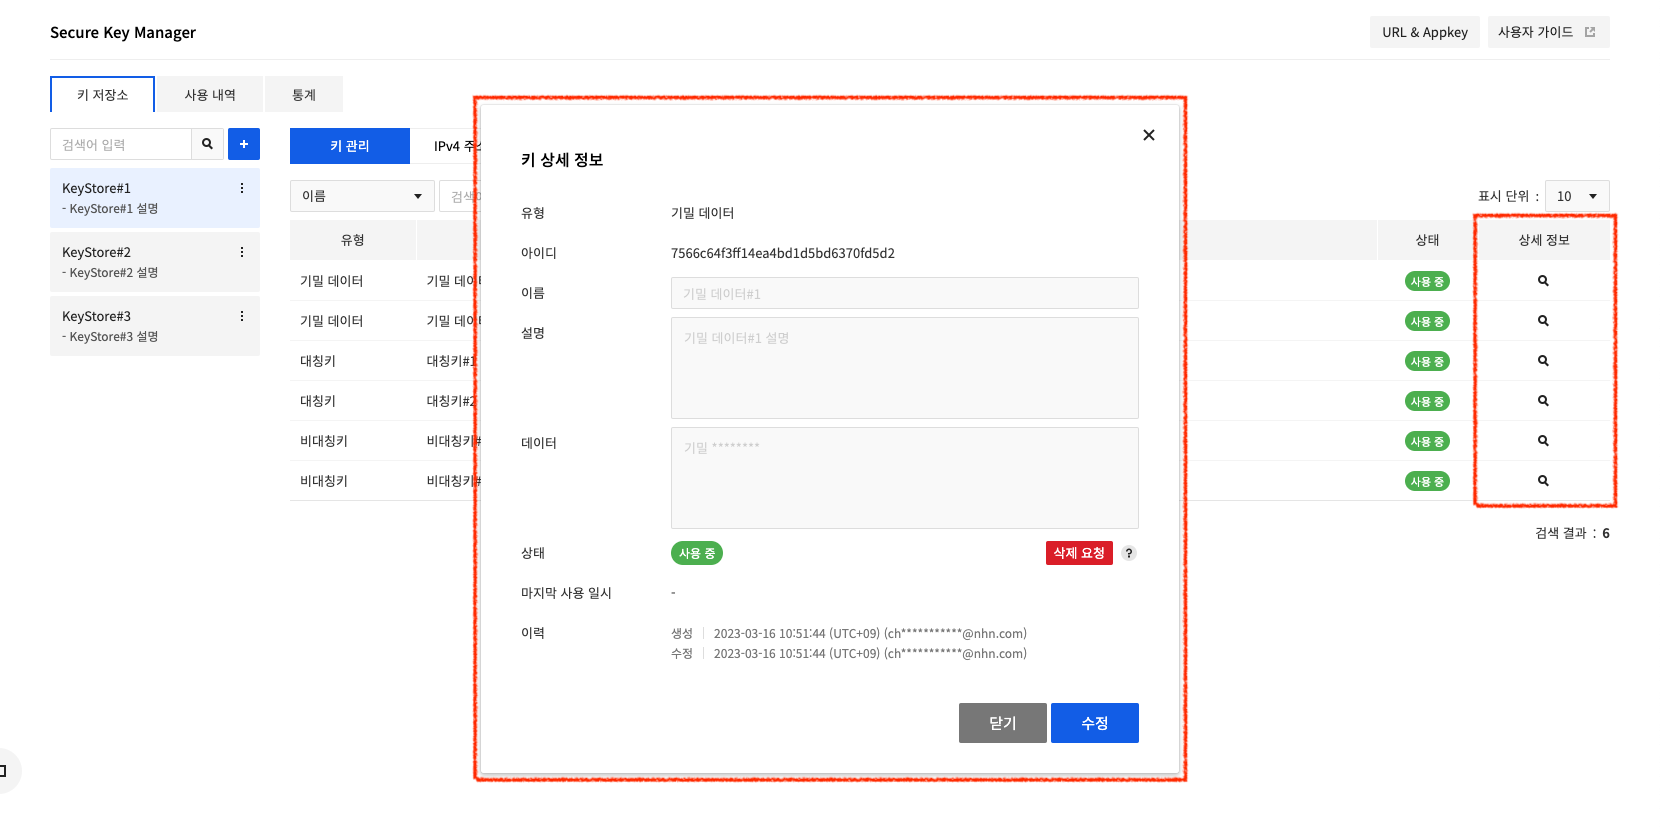 Secure Key Manager
URL & Appkey
사용자 가이드
키 저장소
사용 내역
통계
검색어 입력
+
KeyStore#1
- KeyStore#1 설명
KeyStore#2
- KeyStore#2 설명
KeyStore#3
- KeyStore#3 설명
키 관리
IPv4
이름
표시 단위 : 10
유형
상태
상세 정보
기밀 데이터
사용 중
기밀 데이터
사용 중
대칭키 대칭키#1
사용 중
대칭키 대칭키#2
사용 중
비대칭키 비대칭키#
사용 중
비대칭키 비대칭키#
사용 중
검색 결과 : 6
키 상세 정보
유형 기밀 데이터
아이디 7566c64f3ff14ea4bd1d5bd6370fd5d2
이름 기밀 데이터#1
설명 기밀 데이터#1 설명
데이터 기밀 ********
상태 사용 중 삭제 요청 ?
마지막 사용 일시 -
이력 생성 2023-03-16 10:51:44 (UTC+09) (ch***********@nhn.com)
수정 2023-03-16 10:51:44 (UTC+09) (ch***********@nhn.com)
닫기 수정